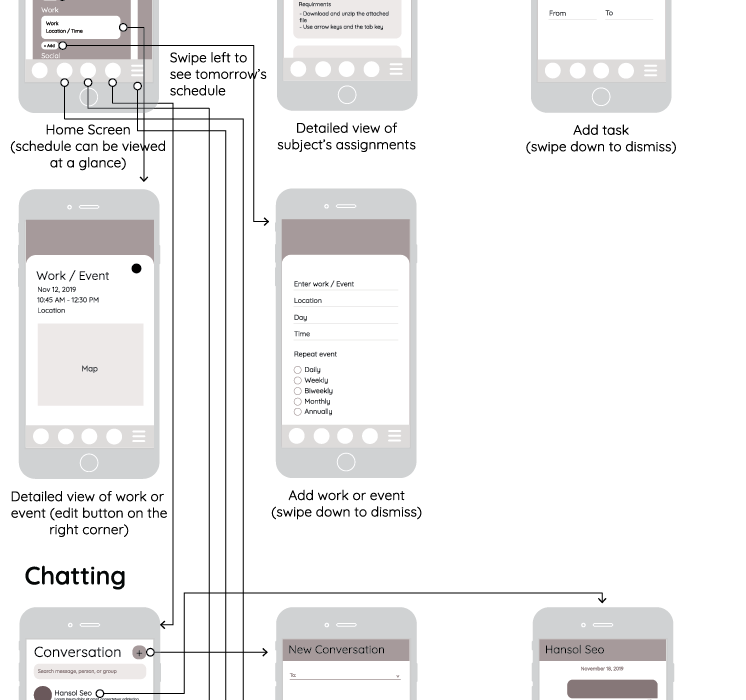 Work
Work
Location / Time
+ Add
Social
Swipe left to
see tomorrow's
schedule
Home Screen
(schedule can be viewed
at a glance)
Requirments
- Download and unzip the attached
file
- Use arrow keys and the tab key
Detailed view of
subject's assignments
From To
Add task
(swipe down to dismiss)
Work / Event
Nov 12, 2019
10:45 AM - 12:30 PM
Location
Map
Detailed view of work or
event (edit button on the
right corner)
Enter work / Event
Location
Day
Time
Repeat event
Daily
Weekly
Biweekly
Monthly
Annually
Add work or event
(swipe down to dismiss)
Chatting
Conversation +
Search message, person, or group
Hansol Seo
New Conversation
To:
Hansol Seo
November 18, 2019